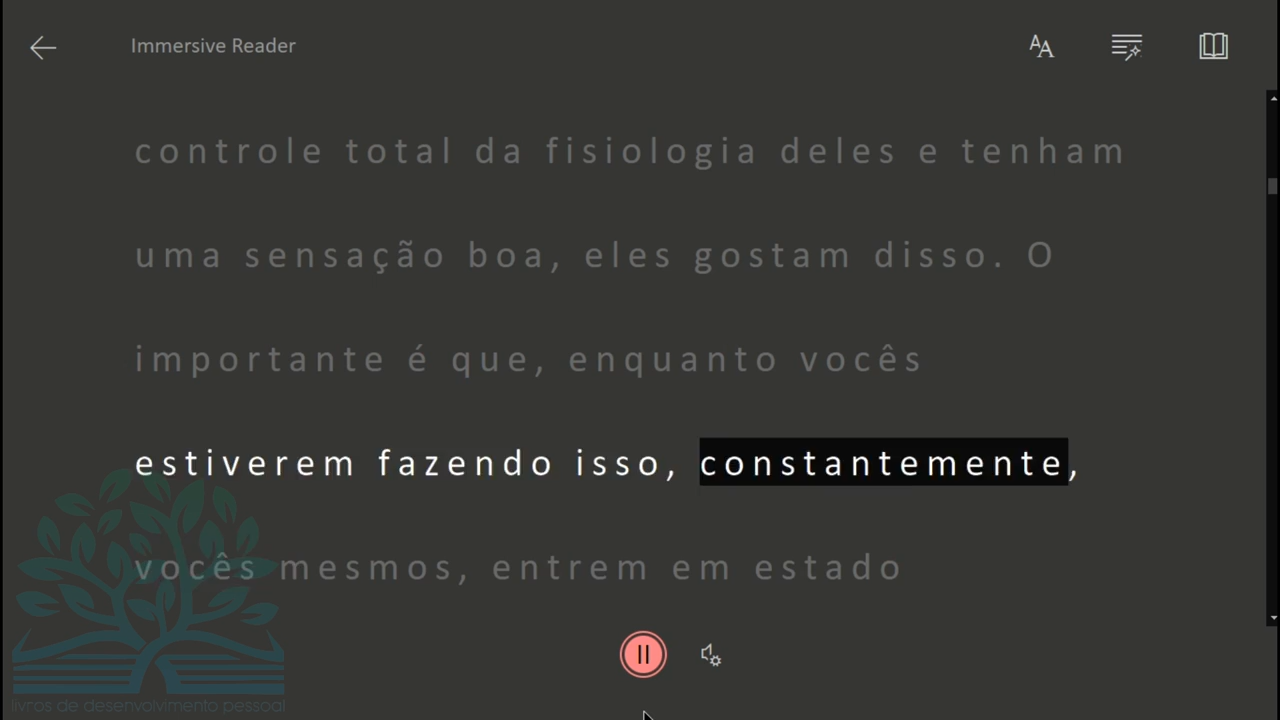 Immersive Reader
controle total da fisiologia deles e tenham
uma sensação boa, eles gostam disso. O
importante é que, enquanto vocês
estiverem fazendo isso, constantemente,
vocês mesmos, entrem em estado
livros de desenvolvimento pessoal